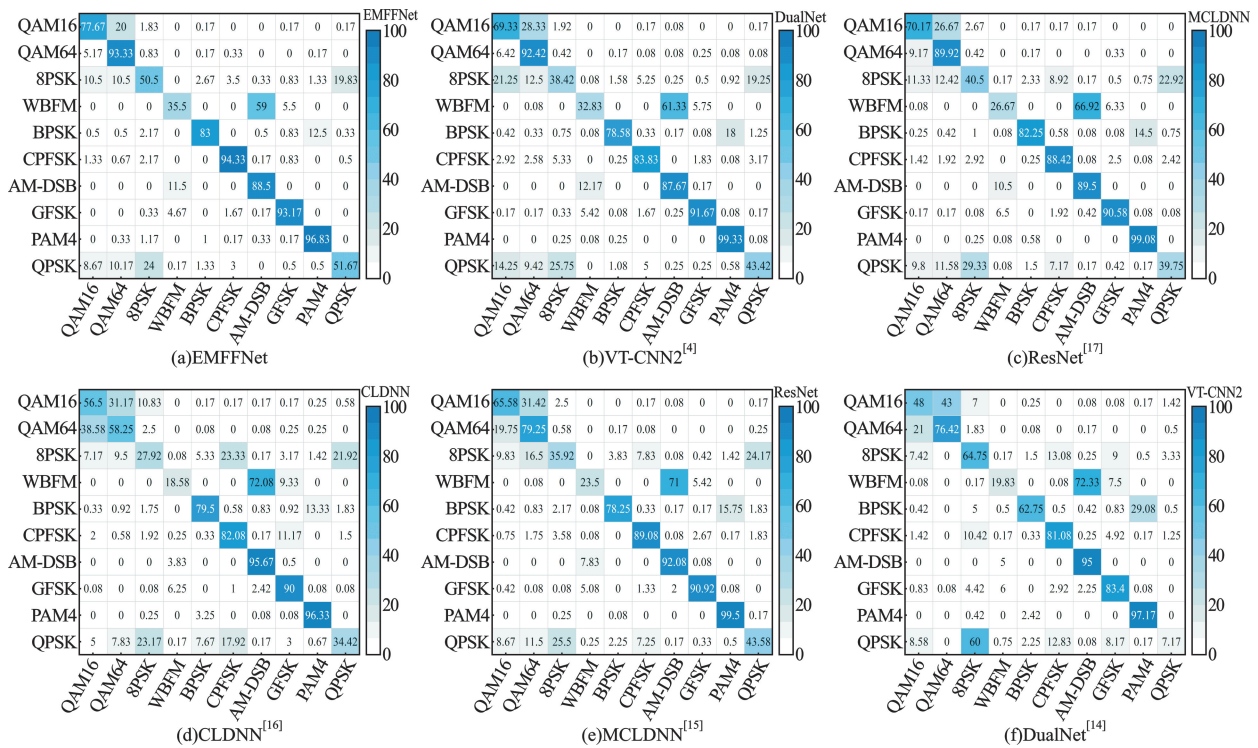 EMFFNet
QAM16 77.67 20 1.83 0 0.17 0.17 0 0 0.17 0
QAM64 5.17 93.33 0.83 0 0.17 0.33 0 0 0.17 0
8PSK 10.5 10.5 50.5 0 2.67 3.5 0.33 0.83 1.33 19.83
WBFM 0 0 0 35.5 0 0 59 5.5 0 0
BPSK 0.5 0.5 2.17 0 83 0 0.5 0.83 12.5 0.33
CPFSK 1.33 0.67 2.17 0 0 94.33 0.17 0.83 0 0.5
AM-DSB 0 0 0 11.5 0 0 88.5 0 0 0
GFSK 0 0 0.33 4.67 0 1.67 0.17 93.17 0 0
PAM4 0 0.33 1.17 0 1 0.17 0.33 0.17 96.83 0
QPSK 8.67 10.17 24 0.17 1.33 3 0 0.5 0.5 51.67
QAM16 QAM64 8PSK WBFM BPSK CPFSK AM-DSB GFSK PAM4 QPSK
100
80
60
40
20
0
(a)EMFFNet
DualNet
QAM16 69.33 28.33 1.92 0 0.17 0.08 0 0 0.17 0
QAM64 6.42 92.42 0.42 0 0.17 0.08 0.08 0.25 0.08 0.08
8PSK 21.25 12.5 38.42 0.08 1.58 5.25 0.25 0.5 0.92 19.25
WBFM 0 0.08 0 32.83 0 0 61.33 5.75 0 0
BPSK 0.42 0.33 0.75 0.08 78.58 0.33 0.17 0.08 18 1.25
CPFSK 2.92 2.58 5.33 0 0.25 83.83 0 1.83 0.08 3.17
AM-DSB 0 0 0 12.17 0 0 87.67 0.17 0 0
GFSK 0.17 0.17 0.33 5.42 0.08 1.67 0.25 91.67 0.08 0.17
PAM4 0 0 0.25 0.08 0.25 0 0 0 99.33 0.08
QPSK 14.25 9.42 25.75 0 1.08 5 0.25 0.25 0.58 43.42
QAM16 QAM64 8PSK WBFM BPSK CPFSK AM-DSB GFSK PAM4 QPSK
100
80
60
40
20
0
(b)VT-CNN2[4]
MCLDNN
QAM16 70.17 26.67 2.67 0 0.17 0.17 0 0 0.17 0
QAM64 9.17 89.92 0.42 0 0.17 0 0 0.33 0 0
8PSK 11.33 12.42 40.5 0.17 2.33 8.92 0.17 0.5 0.75 22.92
WBFM 0.08 0 0 26.67 0 0 66.92 6.33 0 0
BPSK 0.25 0.42 1 0.08 82.25 0.58 0.08 0.08 14.5 0.75
CPFSK 1.42 1.92 2.92 0 0.25 88.42 0.08 2.5 0 2.42
AM-DSB 0 0 0 10.5 0 0 89.5 0 0 0
GFSK 0.17 0.17 0.08 6.5 0 1.92 0.42 90.58 0.08 0.08
PAM4 0 0 0.25 0 0.58 0.08 0 0 99.08 0
QPSK 9.8 11.58 29.33 0.08 1.5 7.17 0.17 0.42 0.17 39.75
QAM16 QAM64 8PSK WBFM BPSK CPFSK AM-DSB GFSK PAM4 QPSK
100
80
60
40
20
0
(c)ResNet[17]
CLDNN
QAM16 56.5 31.17 10.83 0 0.17 0.17 0.17 0.17 0.25 0.58
QAM64 38.58 58.25 2.5 0 0.08 0 0.08 0.25 0.25 0
8PSK 7.17 9.5 27.92 0.08 5.33 23.33 0.17 3.17 1.42 21.92
WBFM 0 0 0 18.58 0 0 72.08 9.33 0 0
BPSK 0.33 0.92 1.75 0 79.5 0.58 0.83 0.92 13.33 1.83
CPFSK 2 0.58 1.92 0.25 0.33 82.08 0 11.17 0 1.5
AM-DSB 0 0 0 3.83 0 0 95.67 0 0 0
GFSK 0.08 0 0.08 6.25 0 1 2.42 90 0.08 0.08
PAM4 0 0 0.25 0 3.25 0 0.08 0.08 96.33 0
QPSK 5 7.83 23.17 0.17 7.67 17.92 0.17 3 0.67 34.42
QAM16 QAM64 8PSK WBFM BPSK CPFSK AM-DSB GFSK PAM4 QPSK
100
80
60
40
20
0
(d)CLDNN[16]
ResNet
QAM16 65.58 31.42 2.5 0 0.17 0.08 0 0 0.25 0
QAM64 19.75 79.25 0.58 0 0.17 0.08 0 0 0.17 0
8PSK 9.83 16.5 35.92 0 3.83 7.83 0.08 0.42 1.42 24.17
WBFM 0 0 0 23.5 0 0 71 5.42 0 0
BPSK 0.42 0.83 2.17 0.08 78.25 0.33 0.17 0.17 15.75 1.83
CPFSK 0.75 1.75 3.58 0 0 89.08 0.08 2.67 0.17 1.83
AM-DSB 0 0 0 7.83 0 0 92.08 0 0 0
GFSK 0.42 0.08 0.08 5 0.08 1.33 2 90.92 0.08 0
PAM4 0 0 0 0 0.08 0.33 0 0 99.5 0.17
QPSK 8.67 11.5 25.5 0.25 2.25 7.25 0.17 0.33 0.5 43.58
QAM16 QAM64 8PSK WBFM BPSK CPFSK AM-DSB GFSK PAM4 QPSK
100
80
60
40
20
0
(e)MCLDNN[15]
VT-CNN2
QAM16 48 43 7 0 0.25 0 0.08 0.08 0.17 1.42
QAM64 21 76.42 1.83 0 0.08 0 0 0.17 0 0.5
8PSK 7.42 0 64.75 0.17 1.5 13.08 0.25 9 0.5 3.33
WBFM 0.08 0 0.17 19.83 0 0 72.33 7.5 0 0
BPSK 0.42 0 5 0.5 62.75 0.5 0.42 0.83 29.08 0.5
CPFSK 1.42 0 10.42 0.17 0.33 81.08 0.25 4.92 0.17 1.25
AM-DSB 0 0 0 5 0 0 95 0 0 0
GFSK 0.83 0.08 4.42 6 0 2.92 2.25 83.4 0.08 0
PAM4 0 0 0.42 0 2.42 0 0 0 97.17 0
QPSK 8.58 0 60 0.75 2.25 12.83 0.08 8.17 0.17 7.17
QAM16 QAM64 8PSK WBFM BPSK CPFSK AM-DSB GFSK PAM4 QPSK
100
80
60
40
20
0
(f)DualNet[14]